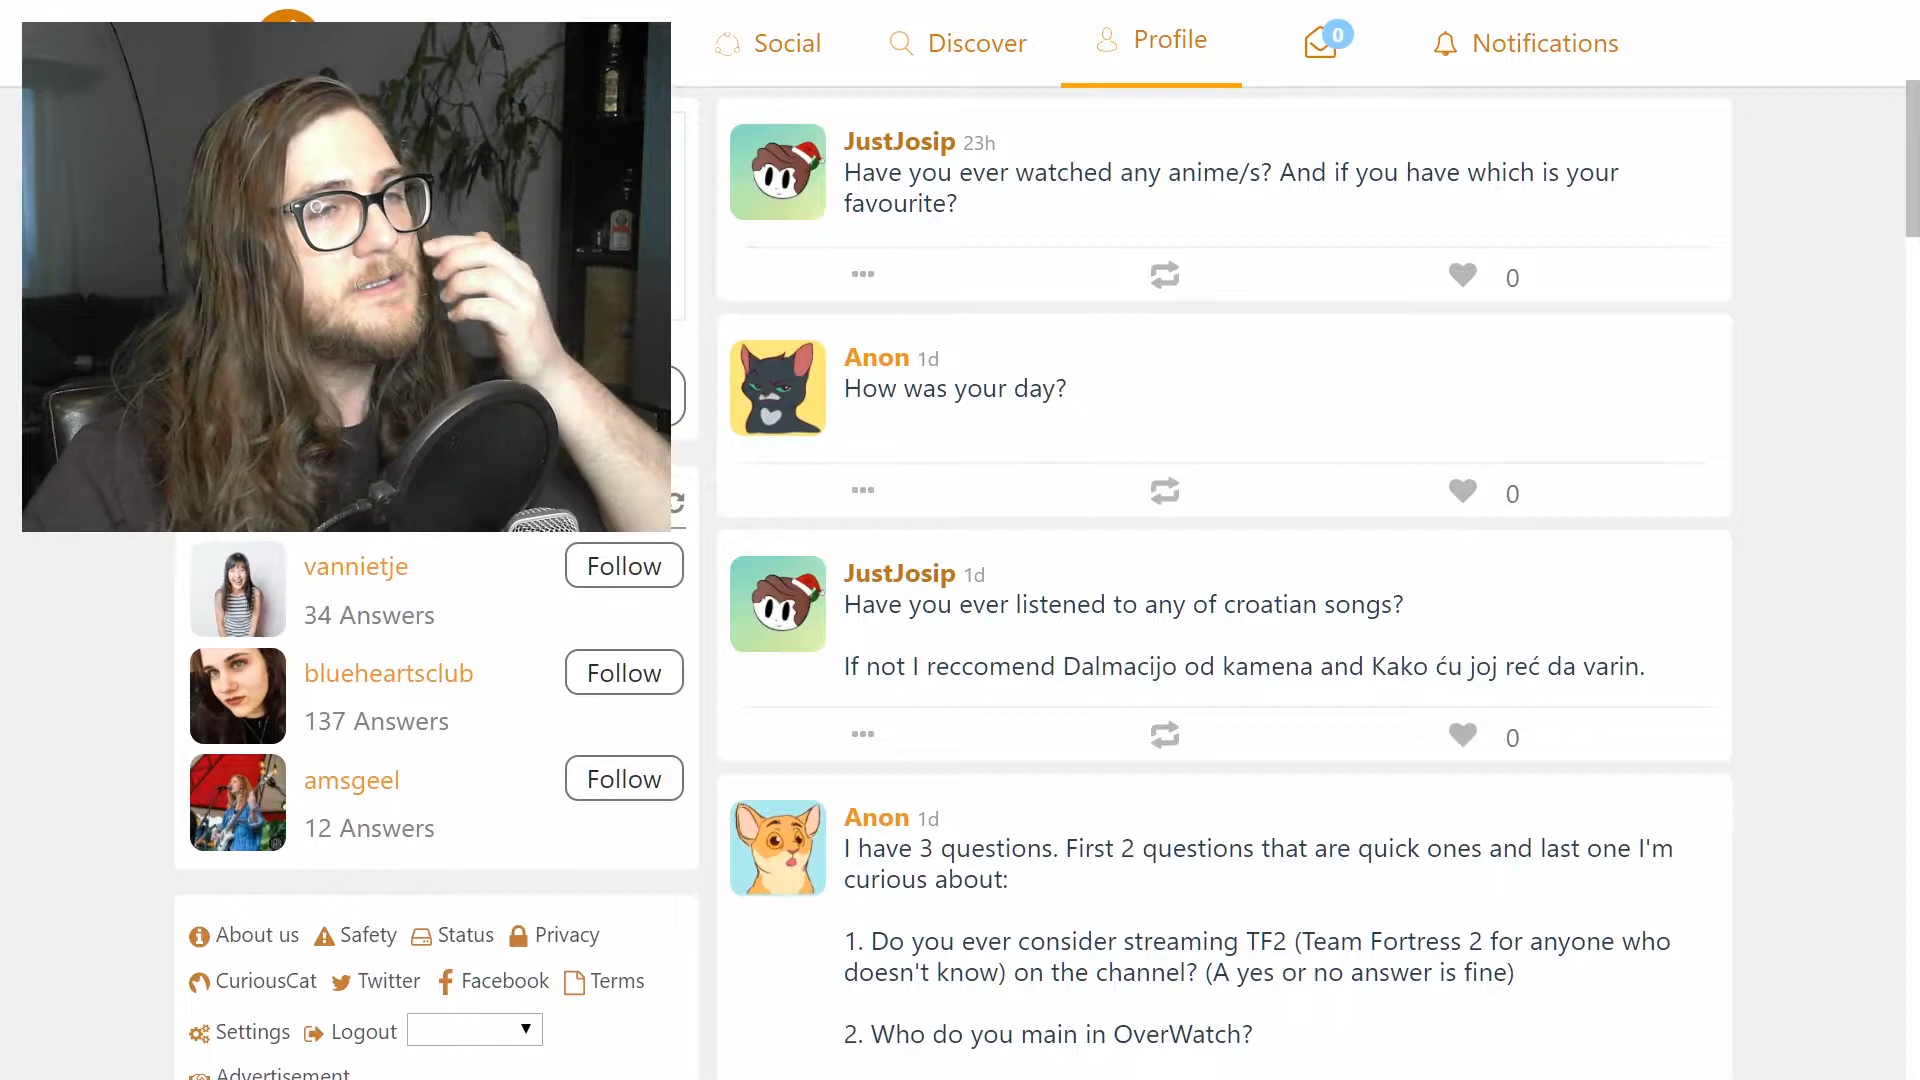 Social
Discover
Profile
0
Notifications
JustJosip 23h
Have you ever watched any anime/s? And if you have which is your
favourite?
0
Anon 1d
How was your day?
0
JustJosip 1d
Have you ever listened to any of croatian songs?
If not I reccomend Dalmacijo od kamena and Kako ću joj reć da varin.
0
Anon 1d
I have 3 questions. First 2 questions that are quick ones and last one I'm
curious about:
1. Do you ever consider streaming TF2 (Team Fortress 2 for anyone who
doesn't know) on the channel? (A yes or no answer is fine)
2. Who do you main in OverWatch?
vannietje
Follow
34 Answers
blueheartsclub
Follow
137 Answers
amsgeel
Follow
12 Answers
About us Safety Status Privacy
CuriousCat Twitter Facebook Terms
Settings Logout
Advertisement